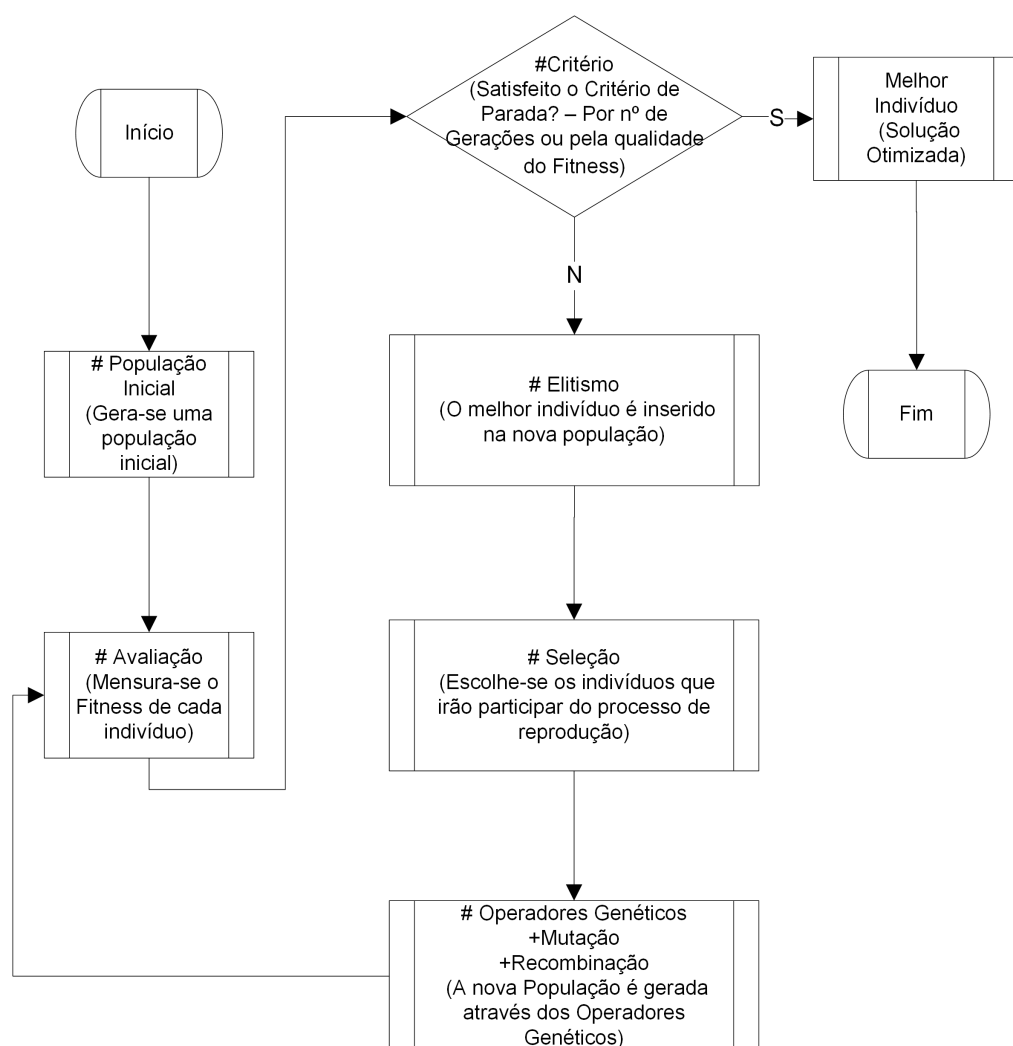 Início
# População
Inicial
(Gera-se uma
população
inicial)
# Avaliação
(Mensura-se o
Fitness de cada
indivíduo)
#Critério
(Satisfeito o Critério de
Parada? – Por nº de
Gerações ou pela qualidade
do Fitness)
S
Melhor
Indivíduo
(Solução
Otimizada)
Fim
N
# Elitismo
(O melhor indivíduo é inserido
na nova população)
# Seleção
(Escolhe-se os indivíduos que
irão participar do processo de
reprodução)
# Operadores Genéticos
+Mutação
+Recombinação
(A nova População é gerada
através dos Operadores
Genéticos)